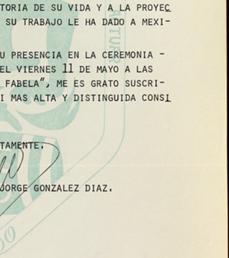 TORIA DE SU VIDA Y A LA PROYEC
SU TRABAJO LE HA DADO A MEXI-
U PRESENCIA EN LA CEREMONIA -
EL VIERNES 11 DE MAYO A LAS
FABELA", ME ES GRATO SUSCRI-
I MAS ALTA Y DISTINGUIDA CONSI
TAMENTE.
JORGE GONZALEZ DIAZ.